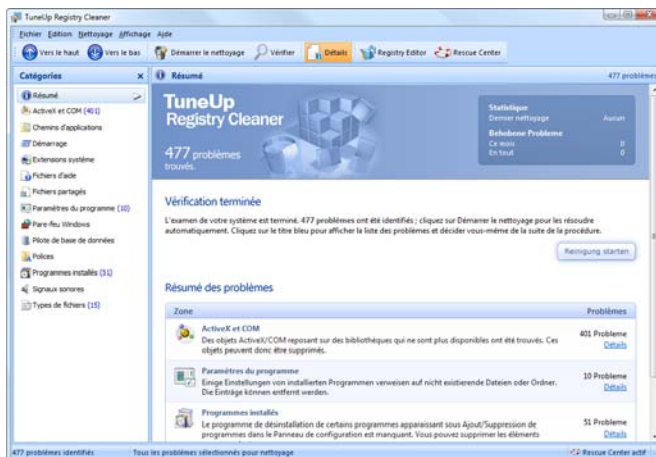 TuneUp Registry Cleaner
Fichier Edition Nettoyage Affichage Aide
Vers le haut Vers le bas Démarrer le nettoyage Vérifier Détails Registry Editor Rescue Center
Catégories
Résumé
ActiveX et COM (401)
Chemins d'applications
Démarrage
Extensions système
Fichiers d'aide
Fichiers partagés
Paramètres du programme (10)
Pare-feu Windows
Pilote de base de données
Polices
Programmes installés (51)
Signaux sonores
Types de fichiers (15)
Résumé 477 problèmes
TuneUp
Registry Cleaner
477 problèmes
trouvés.
Statistique
Dernier nettoyage Aucun
Behobene Probleme
Ce mois 0
En tout 0
Vérification terminée
L'examen de votre système est terminé. 477 problèmes ont été identifiés ; cliquez sur Démarrer le nettoyage pour les résoudre
automatiquement. Cliquez sur le titre bleu pour afficher la liste des problèmes et décider vous-même de la suite de la procédure.
Reinigung starten
Résumé des problèmes
Zone Problèmes
ActiveX et COM
Des objets ActiveX/COM reposant sur des bibliothèques qui ne sont plus disponibles ont été trouvés. Ces
objets peuvent donc être supprimés.
401 Probleme
Détails
Paramètres du programme
Einige Einstellungen von installierten Programmen verweisen auf nicht existierende Dateien oder Ordner.
Die Einträge können entfernt werden.
10 Probleme
Détails
Programmes installés
Le programme de désinstallation de certains programmes apparaissant sous Ajout/Suppression de
programmes dans le Panneau de configuration est manquant. Vous pouvez supprimer les éléments
51 Probleme
Détails
477 problèmes identifiés Tous les problèmes sélectionnés pour nettoyage Rescue Center actif